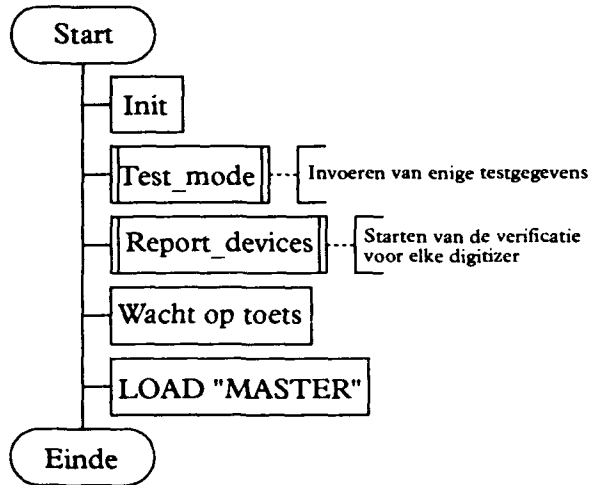 Start
Init
Test_mode
Invoeren van enige testgegevens
Report_devices
Starten van de verificatie
voor elke digitizer
Wacht op toets
LOAD "MASTER"
Einde